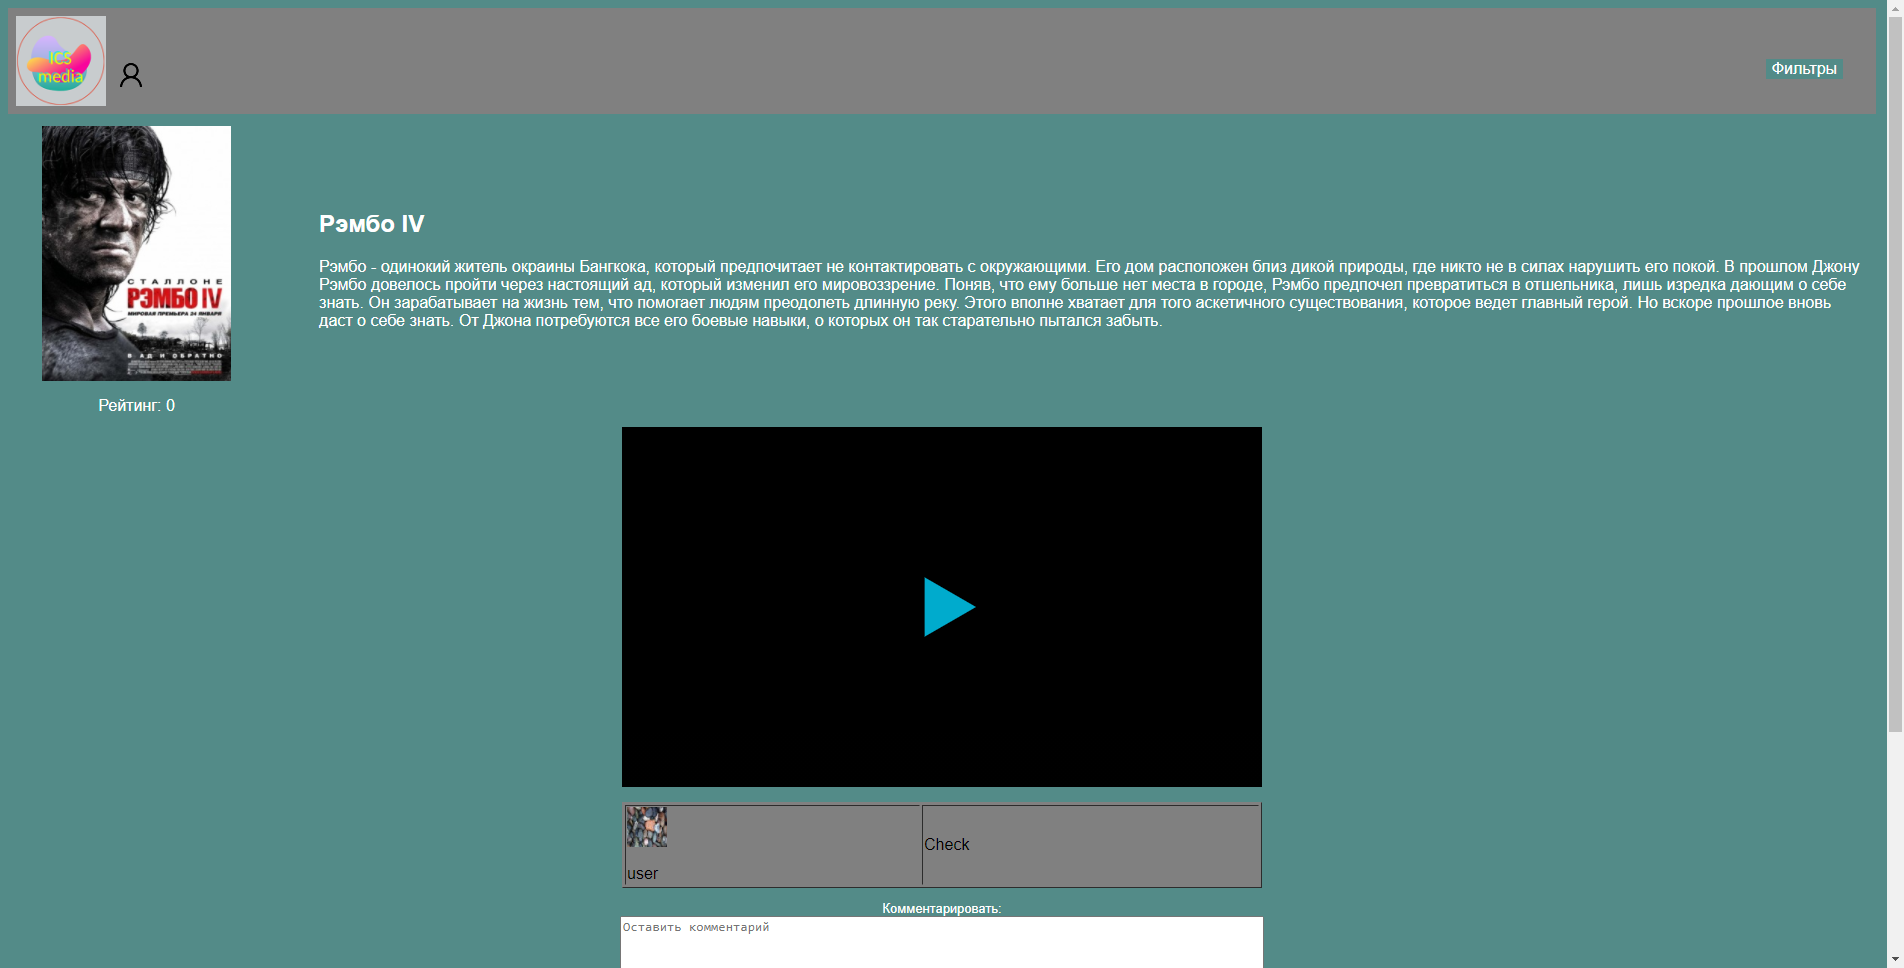 ICS
media
Фильтры
СТАЛЛОНЕ
РЭМБО IV
МИРОВАЯ ПРЕМЬЕРА 24 ЯНВАРЯ
В АД И ОБРАТНО
Рейтинг: 0
Рэмбо IV
Рэмбо - одинокий житель окраины Бангкока, который предпочитает не контактировать с окружающими. Его дом расположен близ дикой природы, где никто не в силах нарушить его покой. В прошлом Джону
Рэмбо довелось пройти через настоящий ад, который изменил его мировоззрение. Поняв, что ему больше нет места в городе, Рэмбо предпочел превратиться в отшельника, лишь изредка дающим о себе
знать. Он зарабатывает на жизнь тем, что помогает людям преодолеть длинную реку. Этого вполне хватает для того аскетичного существования, которое ведет главный герой. Но вскоре прошлое вновь
даст о себе знать. От Джона потребуются все его боевые навыки, о которых он так старательно пытался забыть.
user
Check
Комментировать:
Оставить комментарий